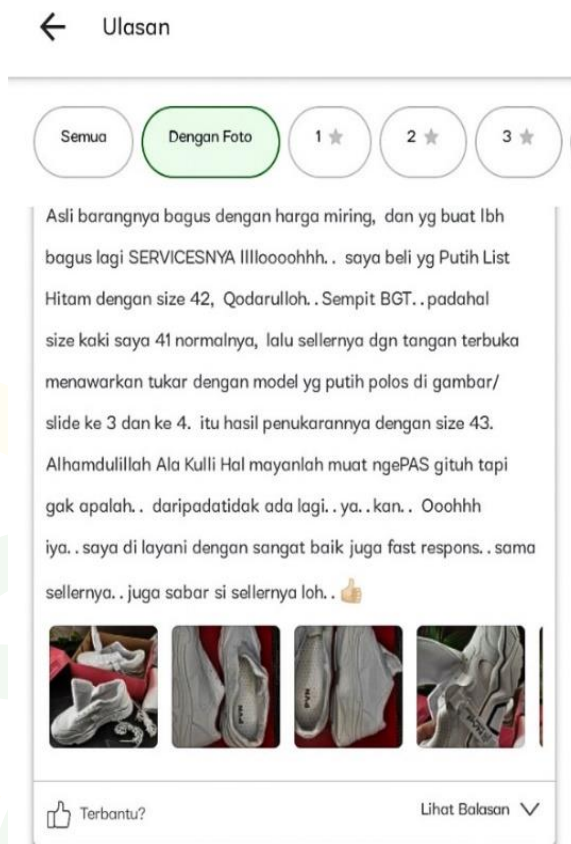 Ulasan
Semua
Dengan Foto
1
2
3
Asli barangnya bagus dengan harga miring, dan yg buat lbh
bagus lagi SERVICESNYA lllloooohhh.. saya beli yg Putih List
Hitam dengan size 42, Qodarulloh..Sempit BGT..padahal
size kaki saya 41 normalnya, lalu sellernya dgn tangan terbuka
menawarkan tukar dengan model yg putih polos di gambar/
slide ke 3 dan ke 4. itu hasil penukarannya dengan size 43.
Alhamdulillah Ala Kulli Hal mayanlah muat ngePAS gituh tapi
gak apalah.. daripadatidak ada lagi..ya..kan.. Ooohhh
iya..saya di layani dengan sangat baik juga fast respons..sama
sellernya..juga sabar si sellernya loh..👍🏻
PVN
PVN
Terbantu?
Lihat Balasan